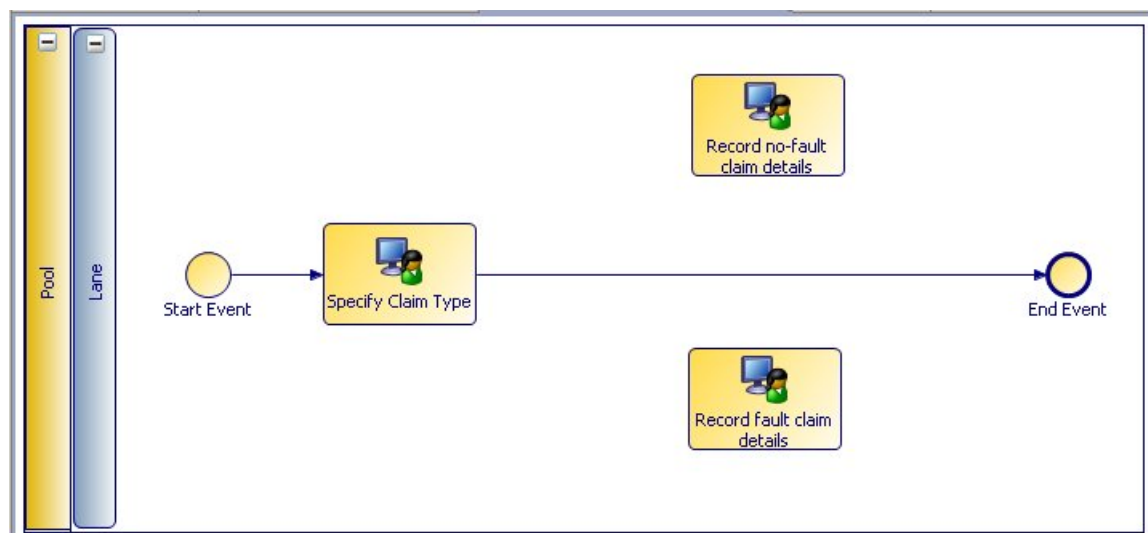 Pool
Lane
Record no-fault
claim details
Start Event
Specify Claim Type
End Event
Record fault claim
details